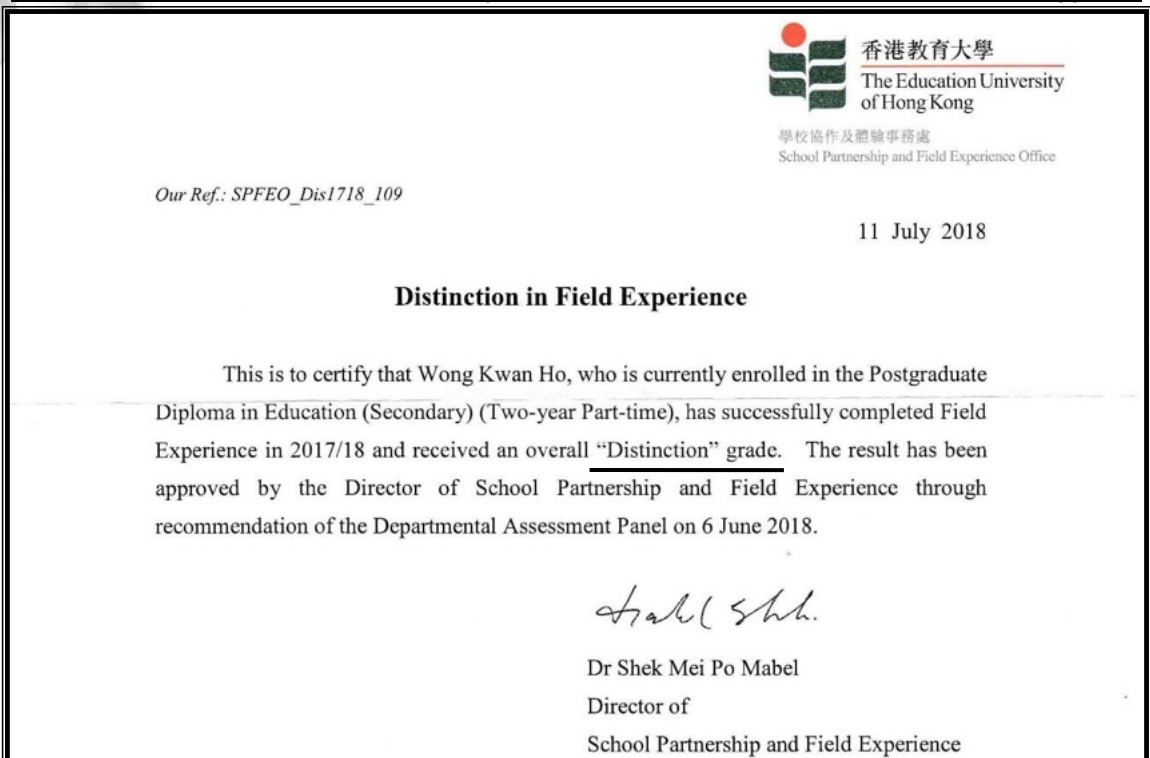 香港教育大學
The Education University
of Hong Kong
學校協作及體驗事務處
School Partnership and Field Experience Office
Our Ref.: SPFEO_Dis1718_109
11 July 2018
Distinction in Field Experience
This is to certify that Wong Kwan Ho, who is currently enrolled in the Postgraduate
Diploma in Education (Secondary) (Two-year Part-time), has successfully completed Field
Experience in 2017/18 and received an overall “Distinction” grade. The result has been
approved by the Director of School Partnership and Field Experience through
recommendation of the Departmental Assessment Panel on 6 June 2018.
Dr Shek Mei Po Mabel
Director of
School Partnership and Field Experience